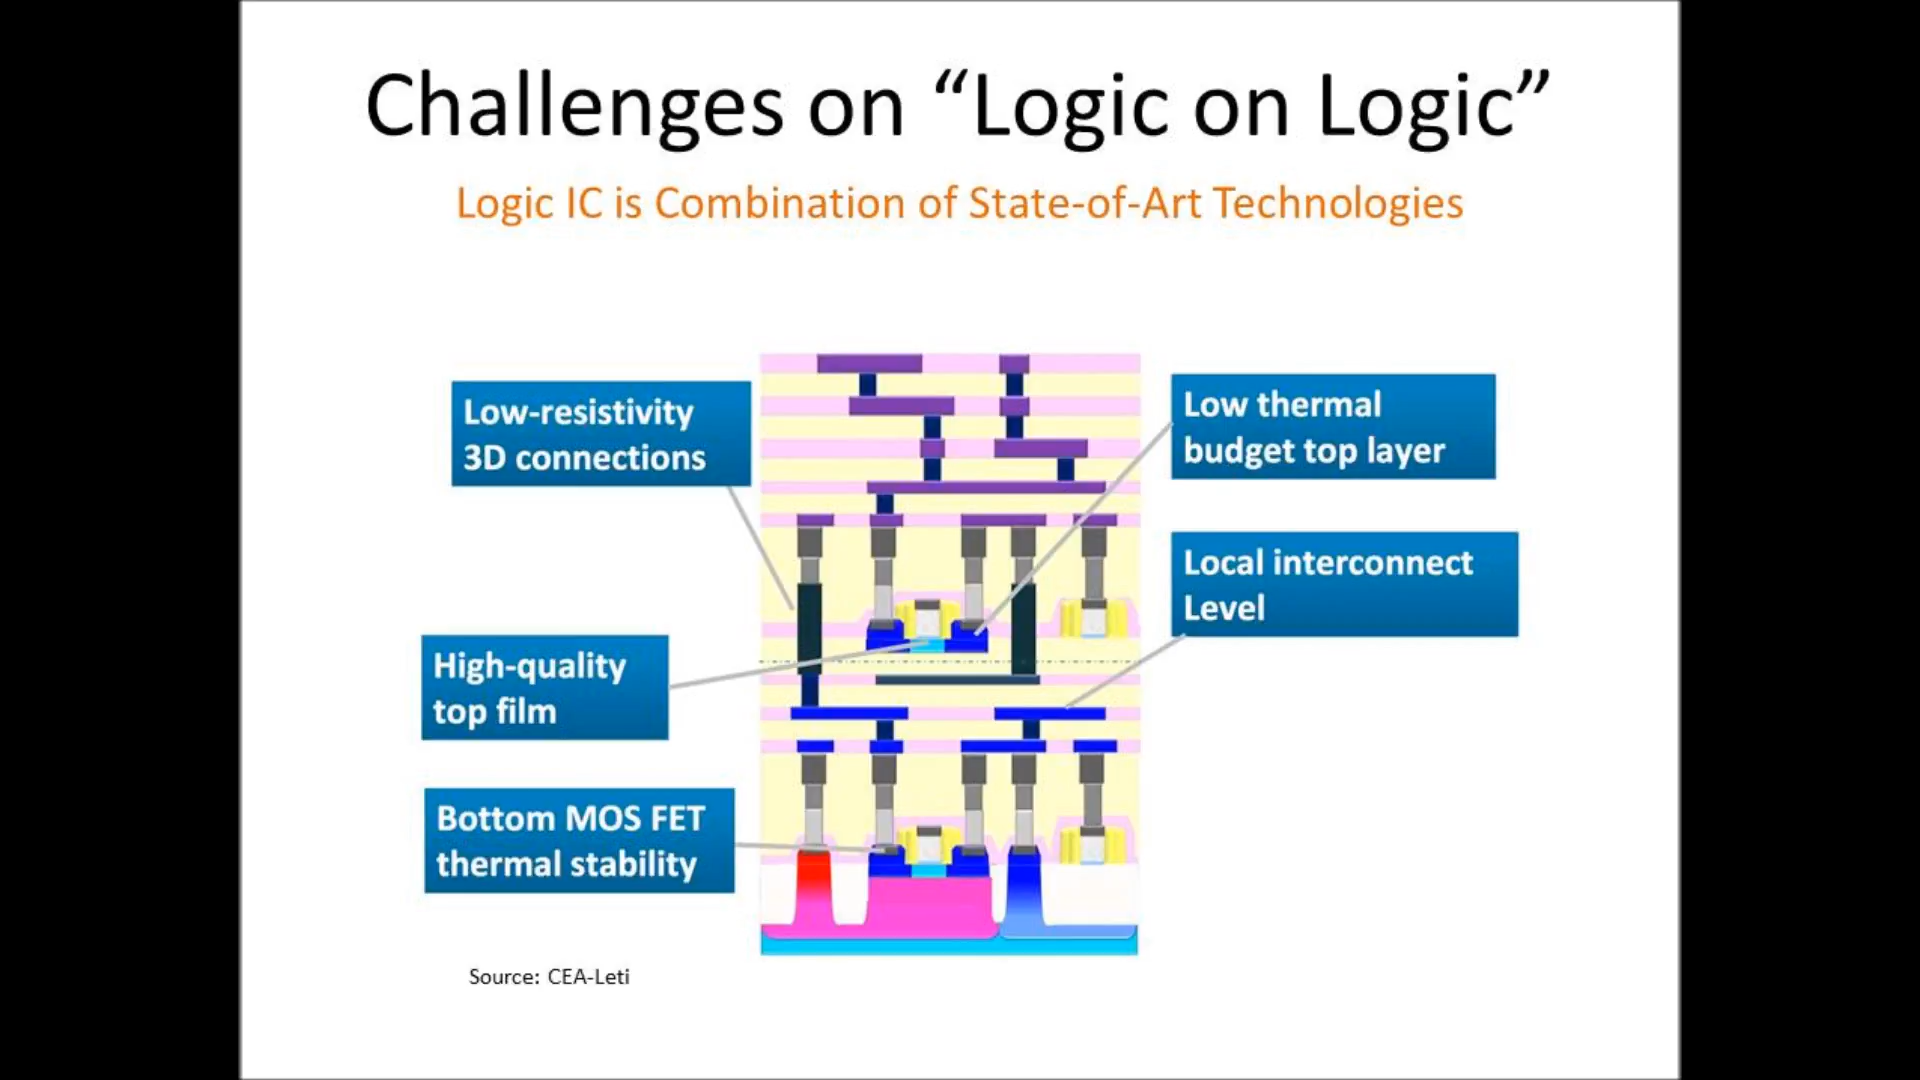 Challenges on “Logic on Logic”
Logic IC is Combination of State-of-Art Technologies
Low-resistivity
3D connections
Low thermal
budget top layer
Local interconnect
Level
High-quality
top film
Bottom MOS FET
thermal stability
Source: CEA-Leti